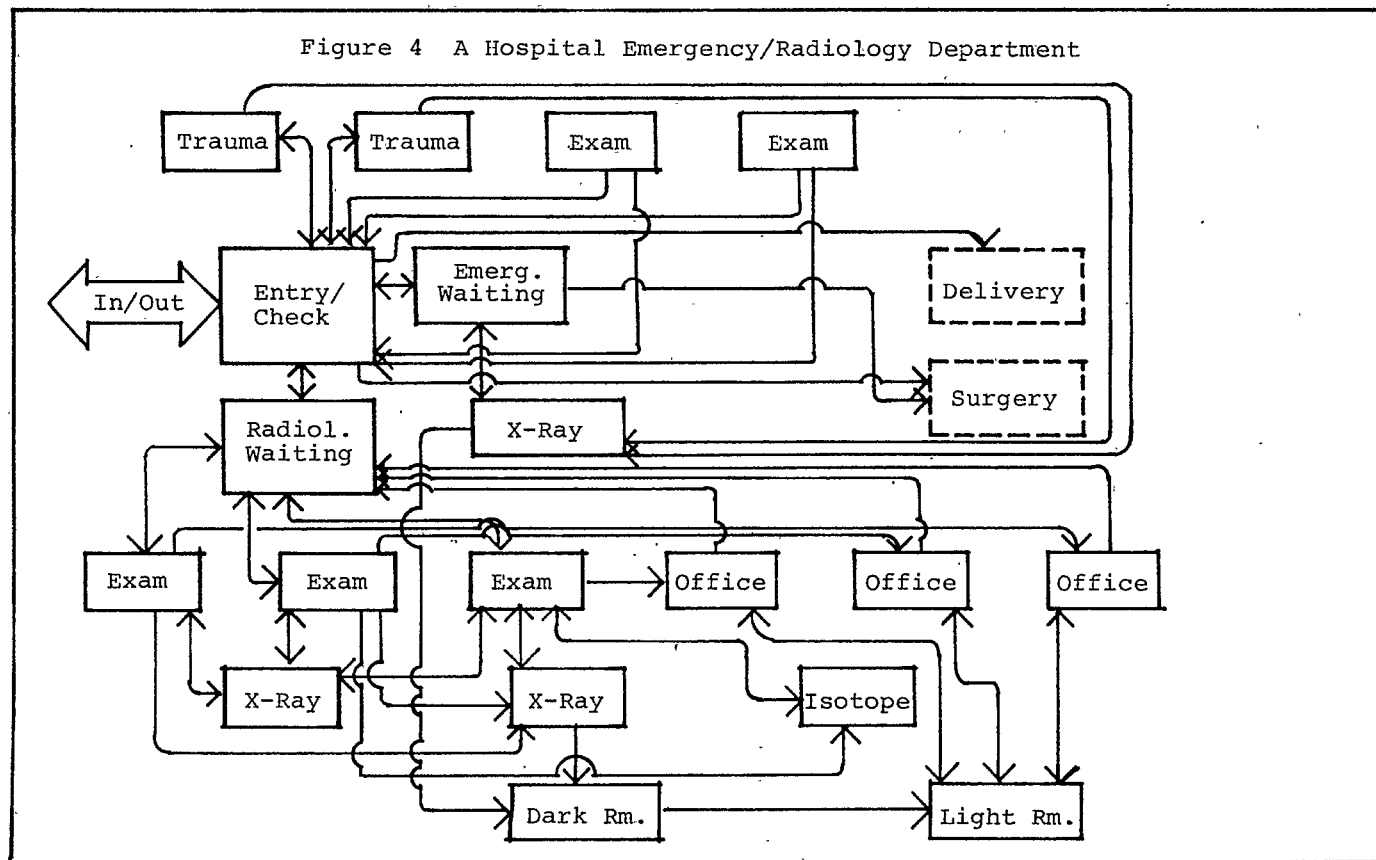 Figure 4 A Hospital Emergency/Radiology Department
Trauma
Trauma
Exam
Exam
In/Out
Entry/
Check
Emerg.
Waiting
Delivery
Surgery
Radiol.
Waiting
X-Ray
Exam
Exam
Exam
Office
Office
Office
X-Ray
X-Ray
Isotope
Dark Rm.
Light Rm.